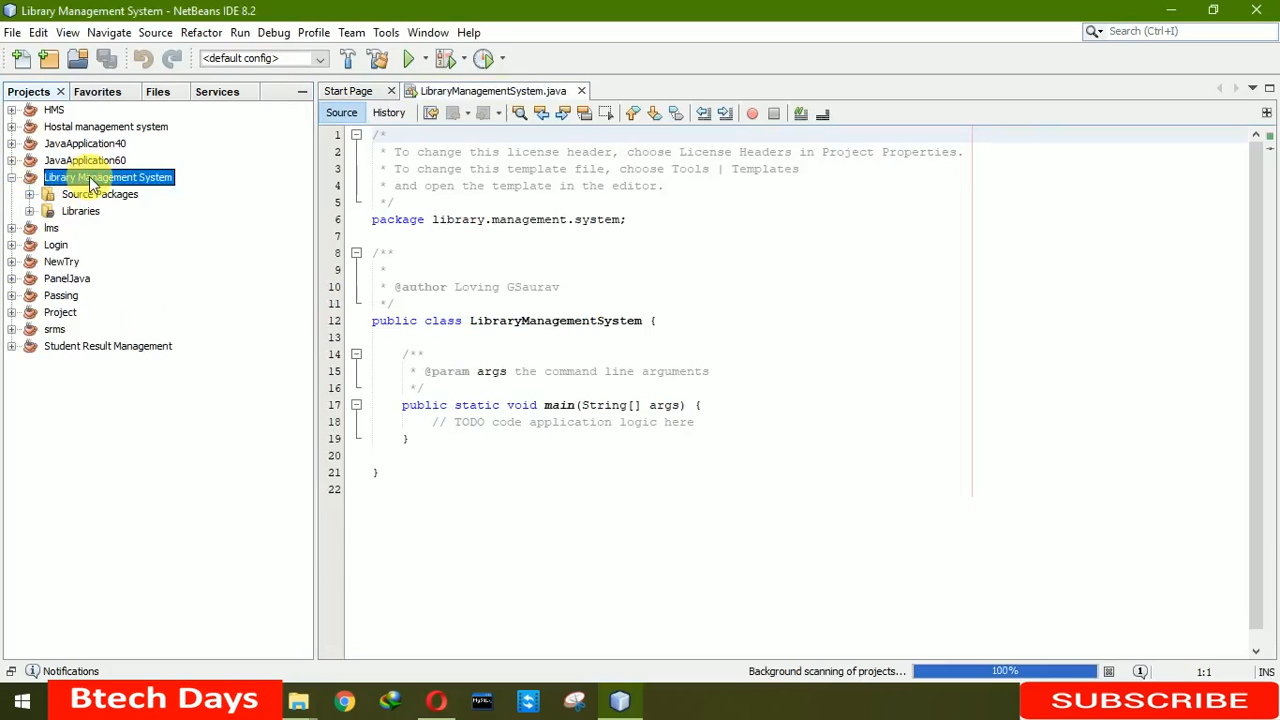 Library Management System - NetBeans IDE 8.2
File Edit View Navigate Source Refactor Run Debug Profile Team Tools Window Help
Search (Ctrl+I)
<default config>
Projects Favorites Files Services
HMS
Hostal management system
JavaApplication40
JavaApplication60
Library Management System
Source Packages
Libraries
lms
Login
NewTry
PanelJava
Passing
Project
srms
Student Result Management
Start Page LibraryManagementSystem.java
Source History
1 /*
2 * To change this license header, choose License Headers in Project Properties.
3 * To change this template file, choose Tools | Templates
4 * and open the template in the editor.
5 */
6 package library.management.system;
7
8 /**
9 *
10 * @author Loving GSaurav
11 */
12 public class LibraryManagementSystem {
13
14 /**
15 * @param args the command line arguments
16 */
17 public static void main(String[] args) {
18 // TODO code application logic here
19 }
20
21 }
22
Notifications
Background scanning of projects... 100% 1 1:1 INS
Btech Days
SUBSCRIBE